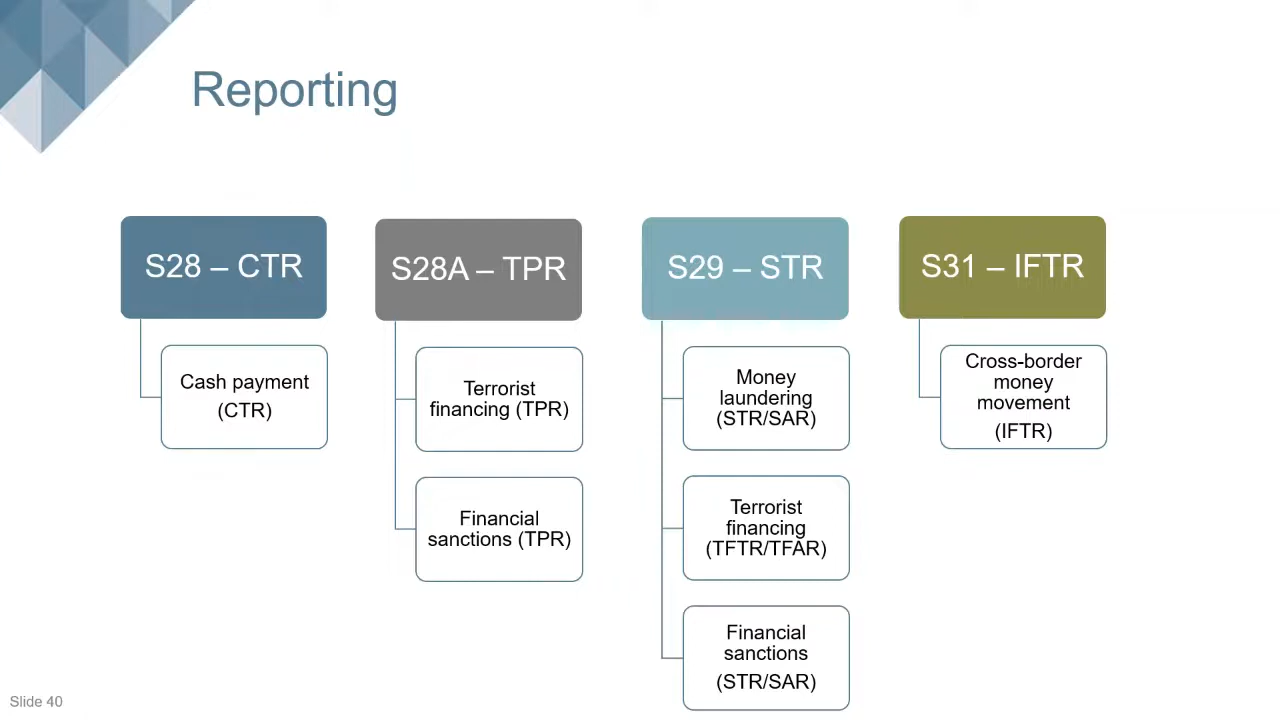 Reporting
S28 – CTR
Cash payment
(CTR)
S28A – TPR
Terrorist
financing (TPR)
Financial
sanctions (TPR)
S29 – STR
Money
laundering
(STR/SAR)
Terrorist
financing
(TFTR/TFAR)
Financial
sanctions
(STR/SAR)
S31 – IFTR
Cross-border
money
movement
(IFTR)
Slide 40